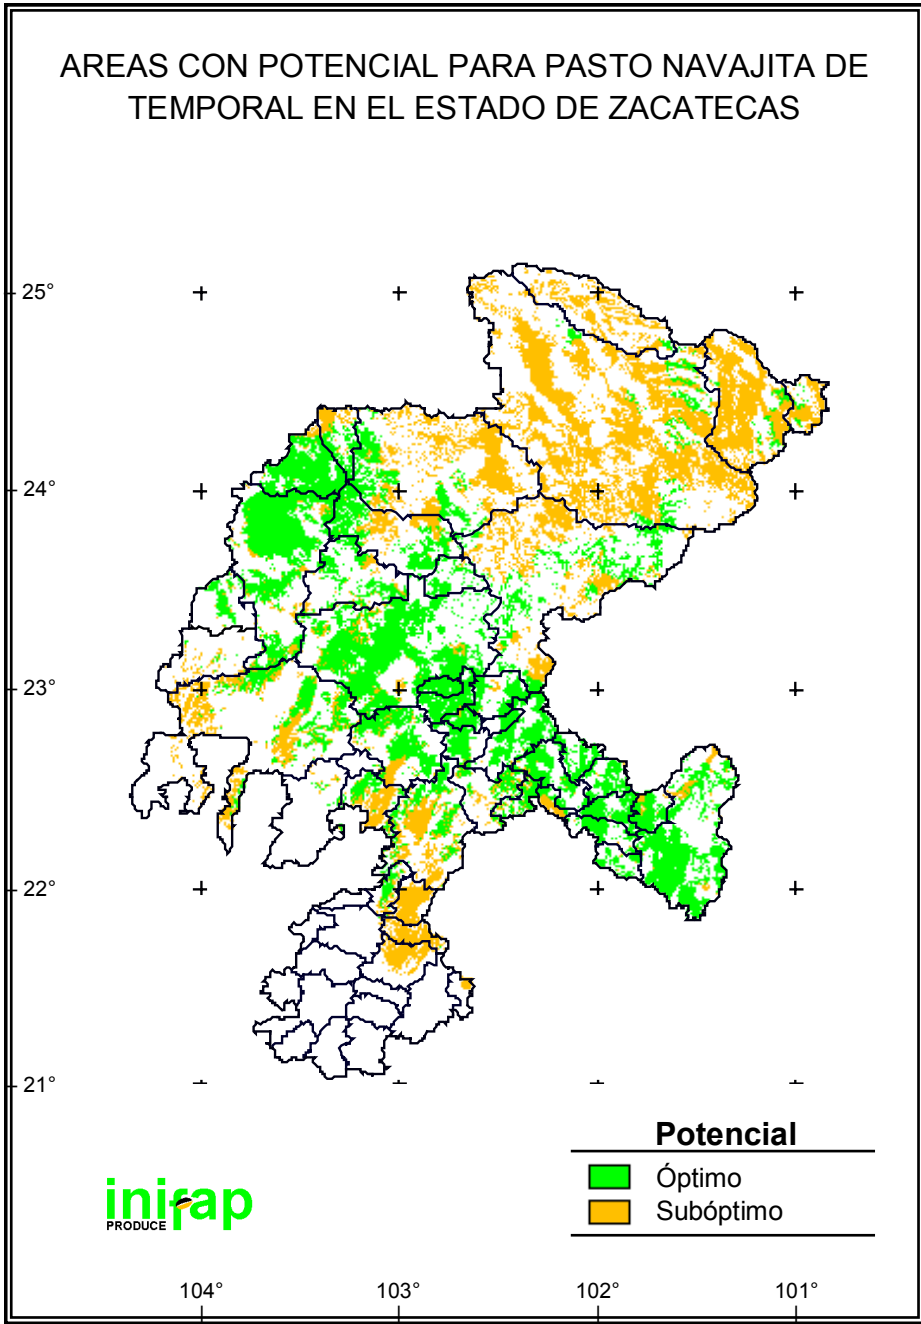 AREAS CON POTENCIAL PARA PASTO NAVAJITA DE
TEMPORAL EN EL ESTADO DE ZACATECAS
25°
24°
23°
22°
21°
Potencial
Óptimo
Subóptimo
inifap
PRODUCE
104°
103°
102°
101°